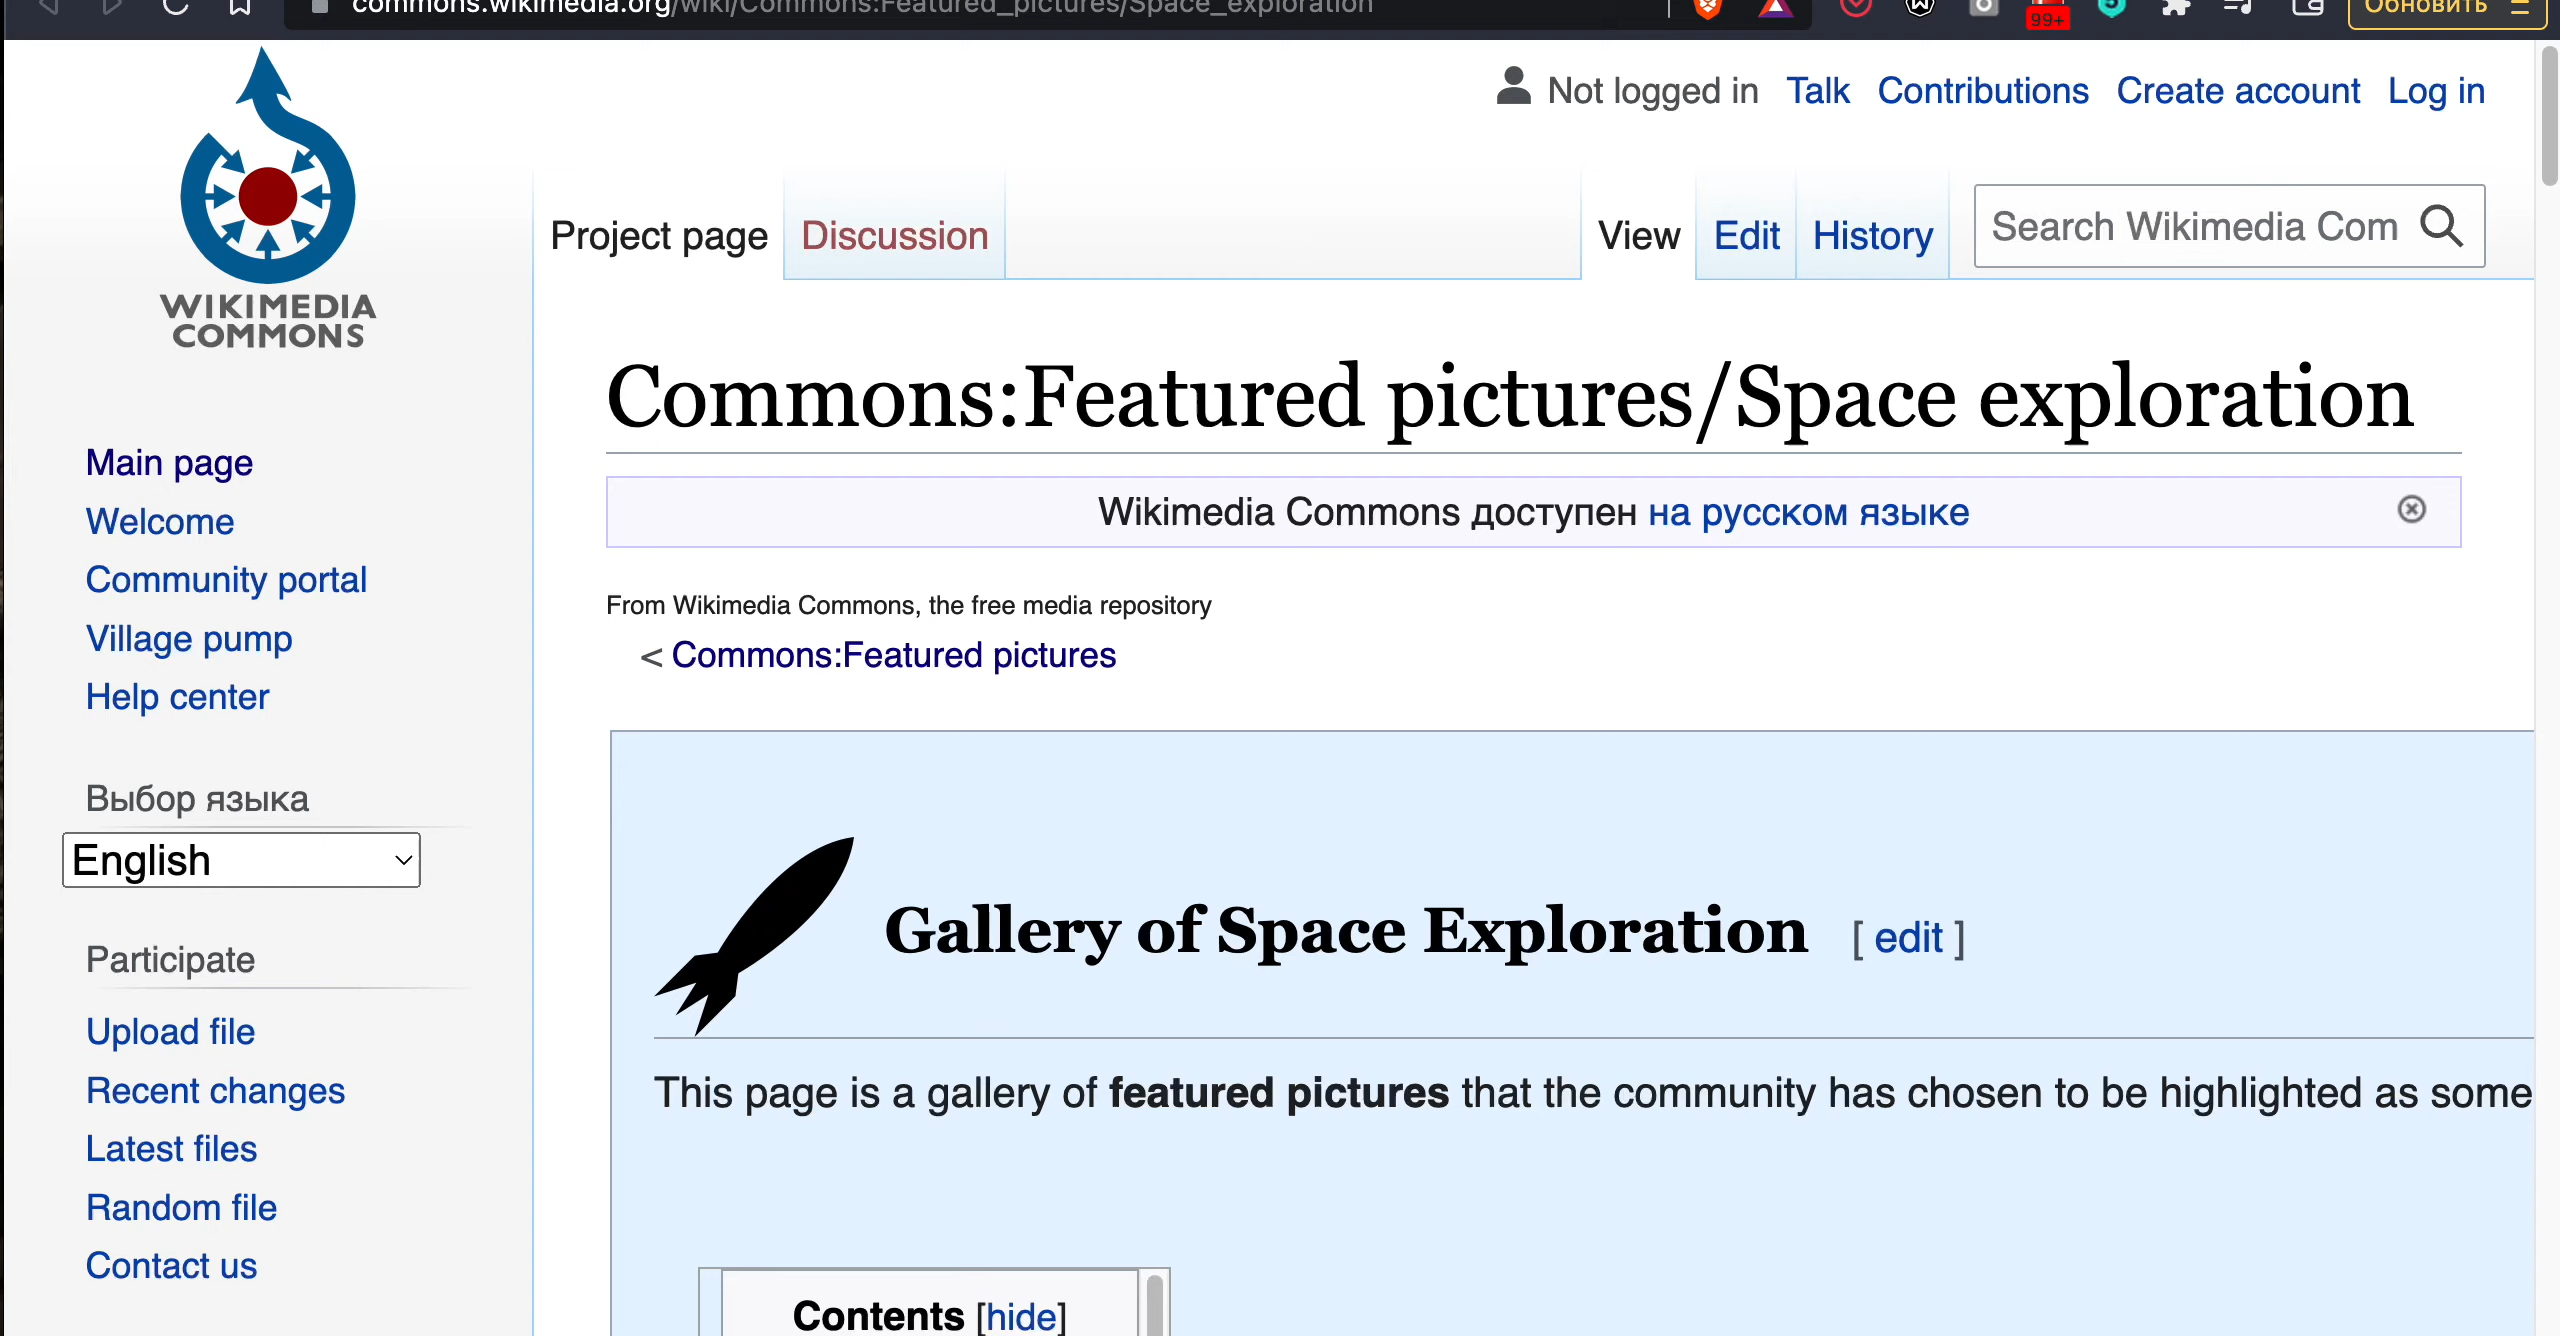 commons.wikimedia.org/wiki/Commons:Featured_pictures/Space_exploration
99+
Обновить
Not logged in Talk Contributions Create account Log in
WIKIMEDIA
COMMONS
Project page Discussion View Edit History Search Wikimedia Com
Commons:Featured pictures/Space exploration
Wikimedia Commons доступен на русском языке
From Wikimedia Commons, the free media repository
< Commons:Featured pictures
Main page
Welcome
Community portal
Village pump
Help center
Выбор языка
English
Participate
Upload file
Recent changes
Latest files
Random file
Contact us
Gallery of Space Exploration [ edit ]
This page is a gallery of featured pictures that the community has chosen to be highlighted as some
Contents [hide]